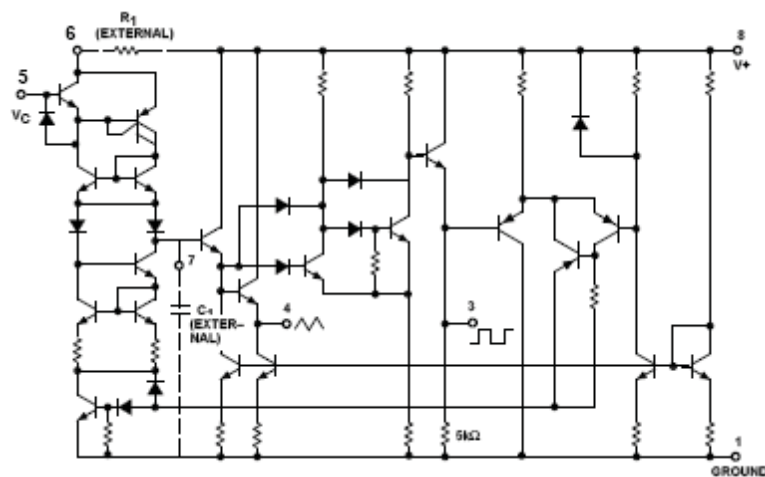 R1
(EXTERNAL)
6
8
V+
5
VC
7
C1
(EXTER–
NAL)
4
3
5kΩ
1
GROUND